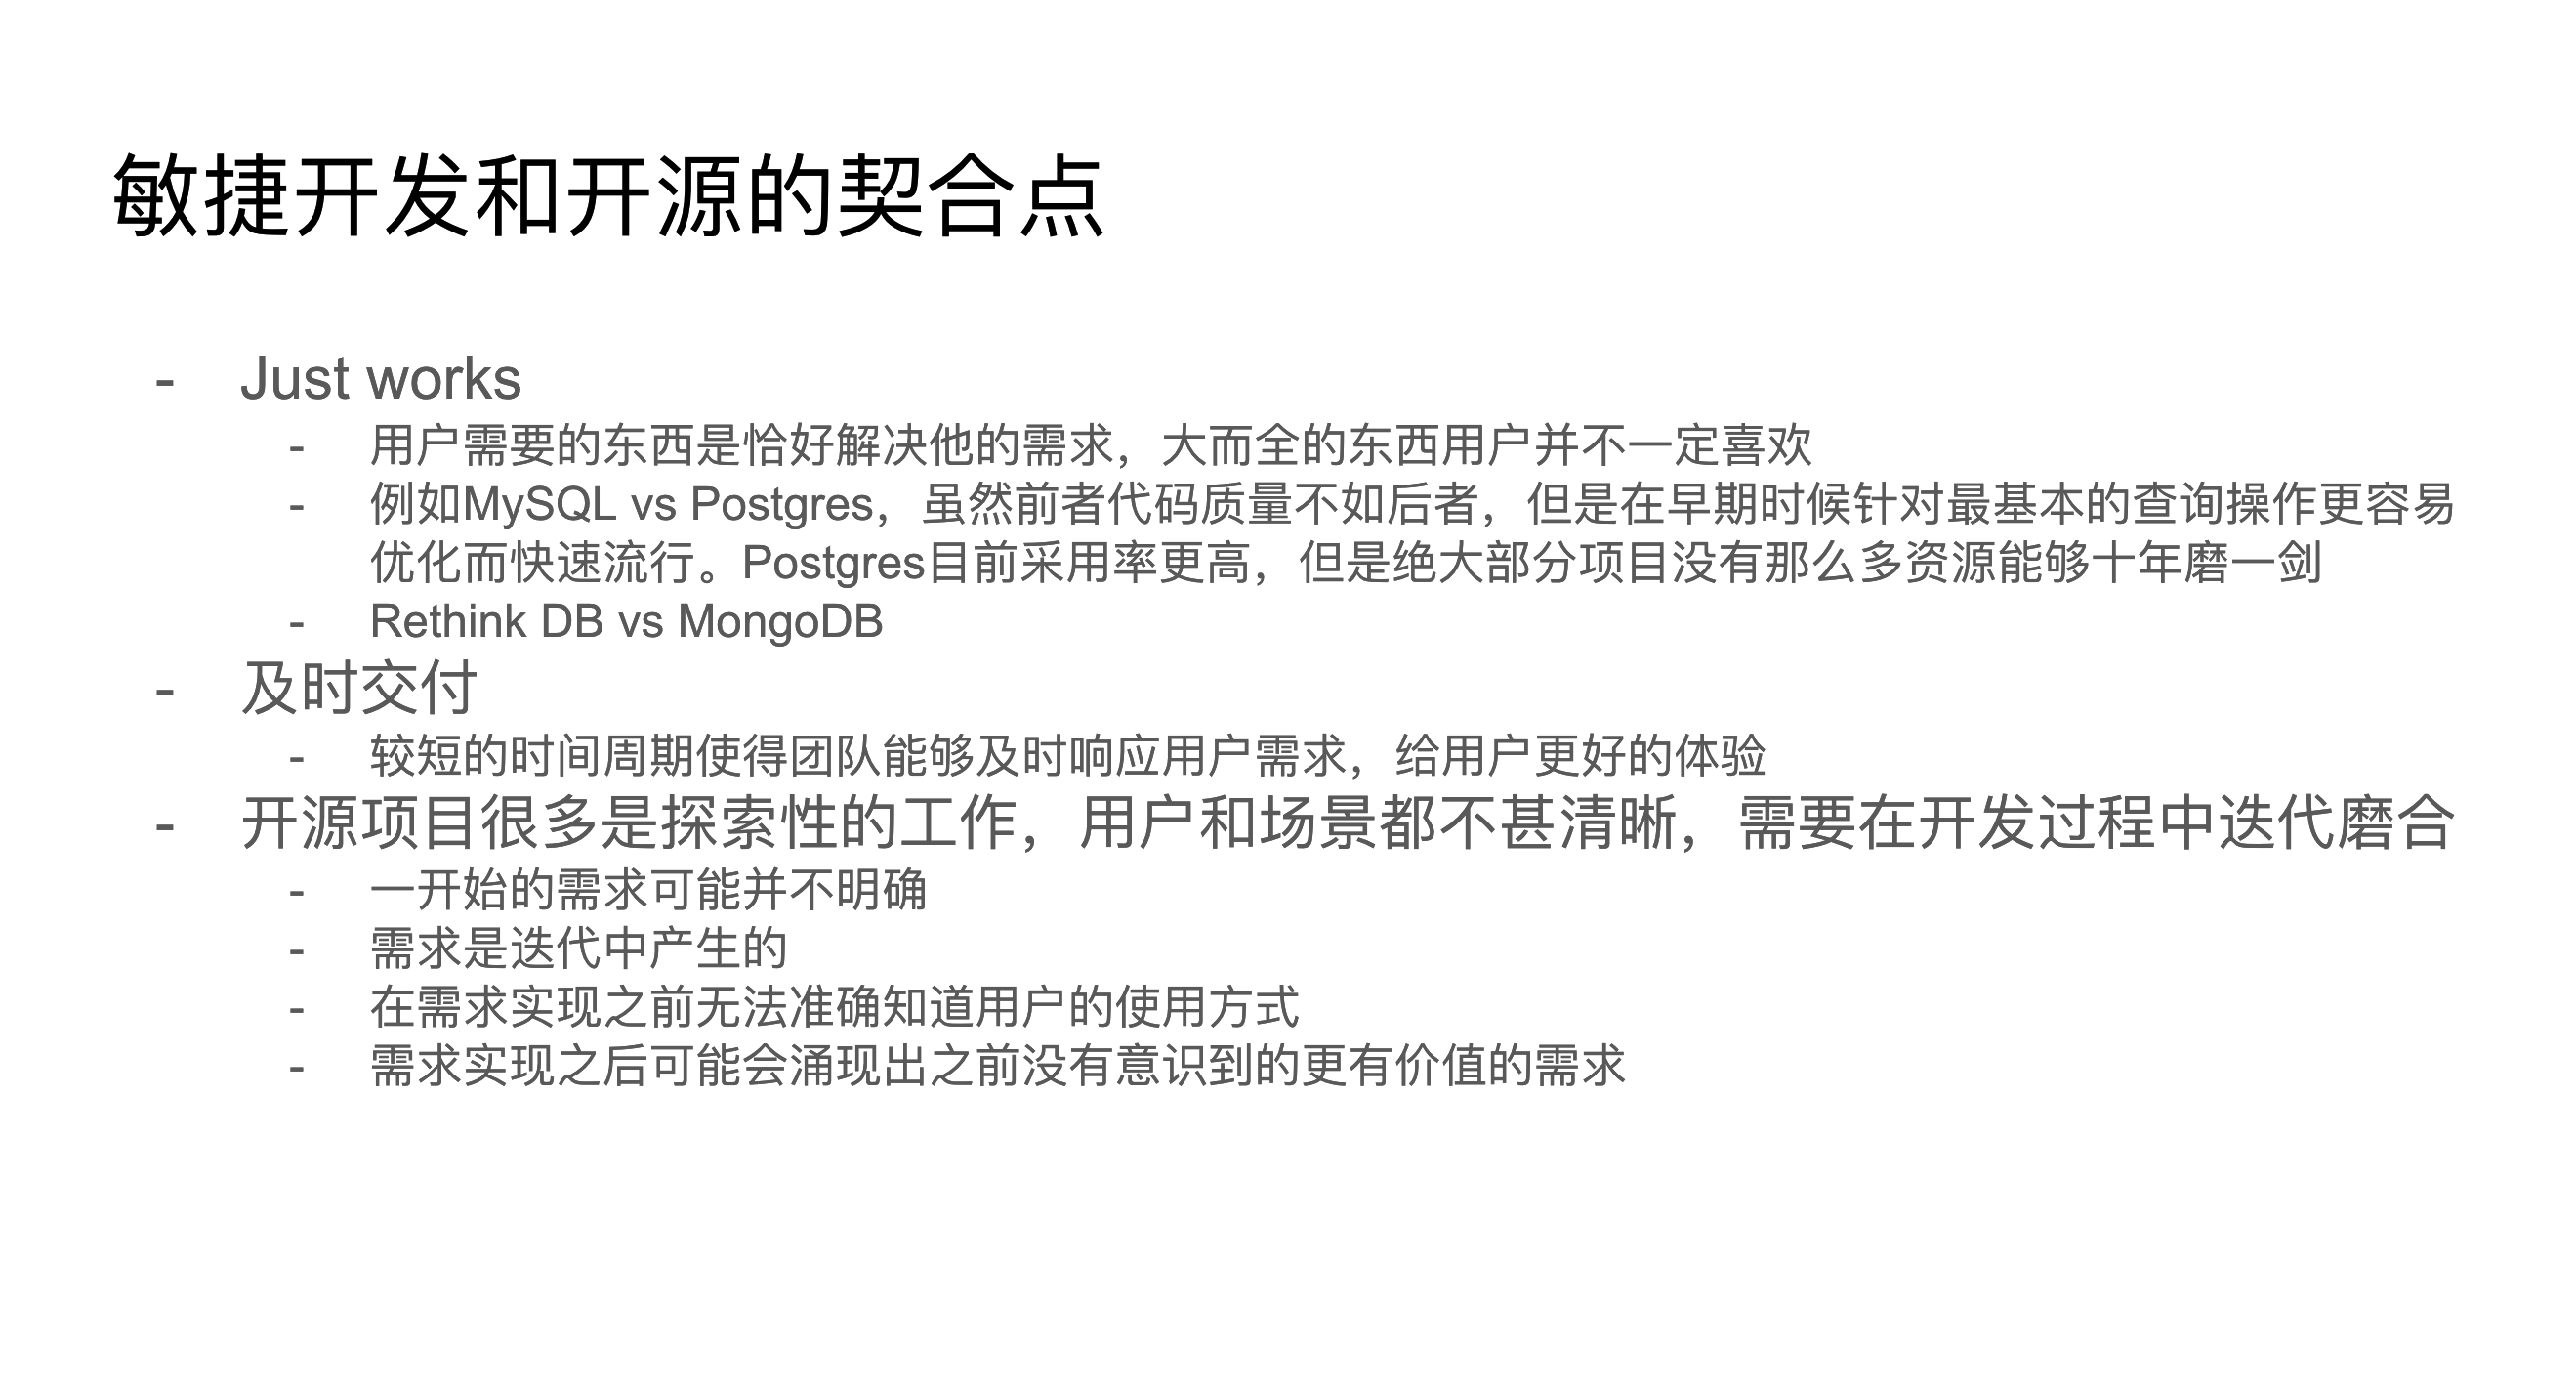 敏捷开发和开源的契合点
- Just works
- 用户需要的东西是恰好解决他的需求，大而全的东西用户并不一定喜欢
- 例如MySQL vs Postgres，虽然前者代码质量不如后者，但是在早期时候针对最基本的查询操作更容易
优化而快速流行。Postgres目前采用率更高，但是绝大部分项目没有那么多资源能够十年磨一剑
- Rethink DB vs MongoDB
- 及时交付
- 较短的时间周期使得团队能够及时响应用户需求，给用户更好的体验
- 开源项目很多是探索性的工作，用户和场景都不甚清晰，需要在开发过程中迭代磨合
- 一开始的需求可能并不明确
- 需求是迭代中产生的
- 在需求实现之前无法准确知道用户的使用方式
- 需求实现之后可能会涌现出之前没有意识到的更有价值的需求